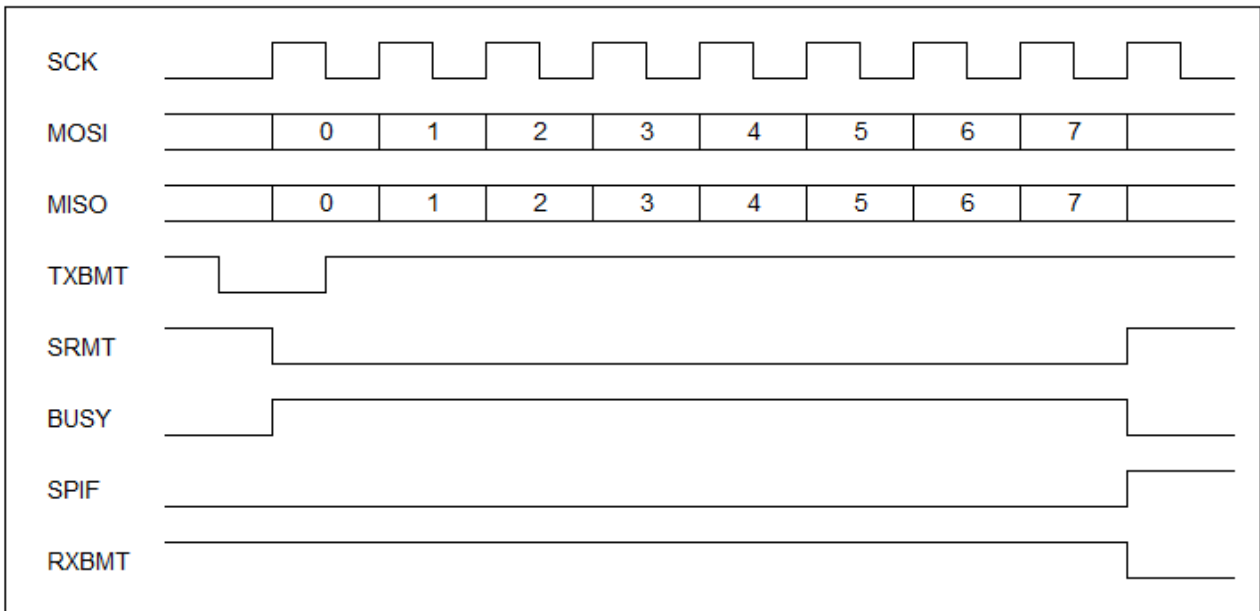 SCK
MOSI 0 1 2 3 4 5 6 7
MISO 0 1 2 3 4 5 6 7
TXBMT
SRMT
BUSY
SPIF
RXBMT